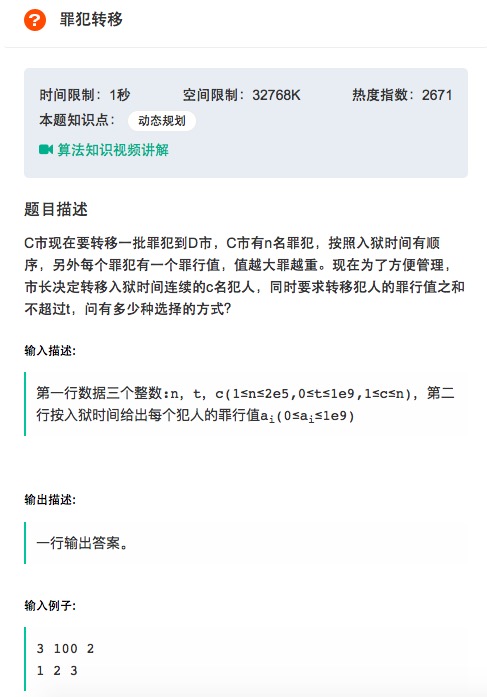 ? 罪犯转移
时间限制：1秒 空间限制：32768K 热度指数：2671
本题知识点： 动态规划
算法知识视频讲解
题目描述
C市现在要转移一批罪犯到D市，C市有n名罪犯，按照入狱时间有顺
序，另外每个罪犯有一个罪行值，值越大罪越重。现在为了方便管理，
市长决定转移入狱时间连续的c名犯人，同时要求转移犯人的罪行值之和
不超过t，问有多少种选择的方式？
输入描述:
第一行数据三个整数:n，t，c(1≤n≤2e5,0≤t≤1e9,1≤c≤n)，第二
行按入狱时间给出每个犯人的罪行值ai(0≤ai≤1e9)
输出描述:
一行输出答案。
输入例子:
3 100 2
1 2 3